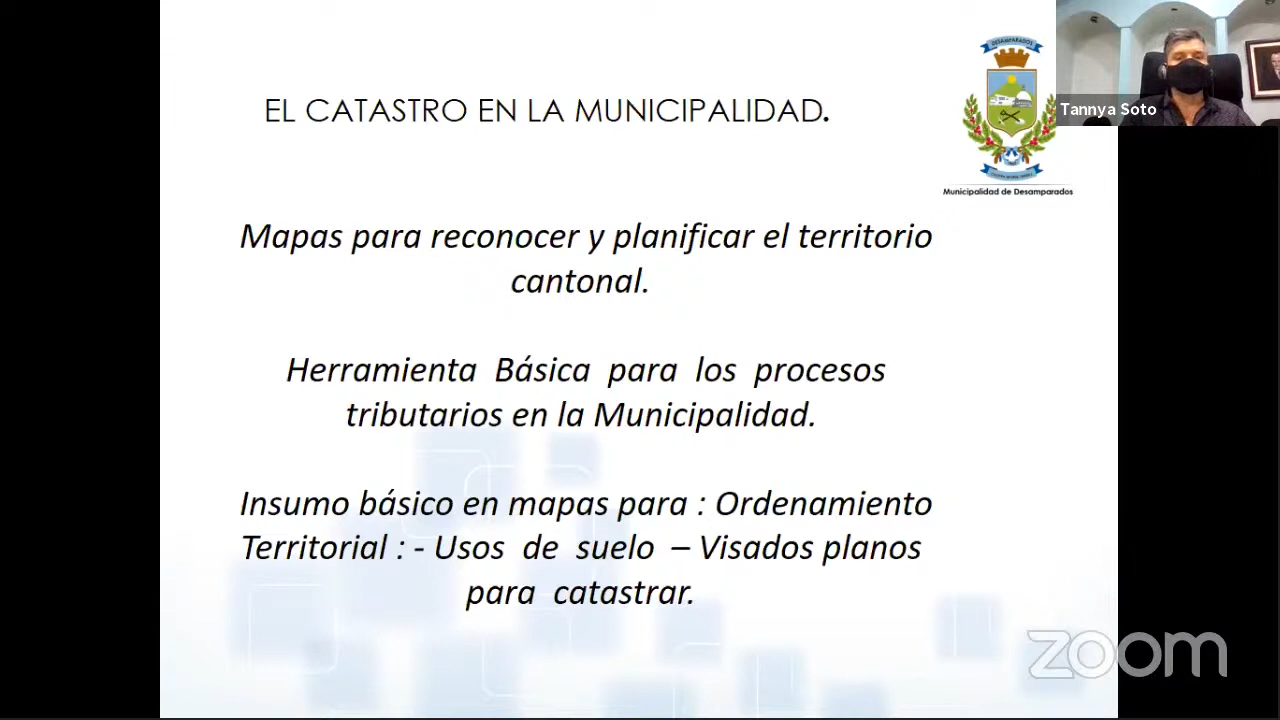 EL CATASTRO EN LA MUNICIPALIDAD.
DESAMPARADOS
Municipalidad de Desamparados
Tannya Soto
Mapas para reconocer y planificar el territorio
cantonal.
Herramienta Básica para los procesos
tributarios en la Municipalidad.
Insumo básico en mapas para : Ordenamiento
Territorial : - Usos de suelo – Visados planos
para catastrar.
zoom